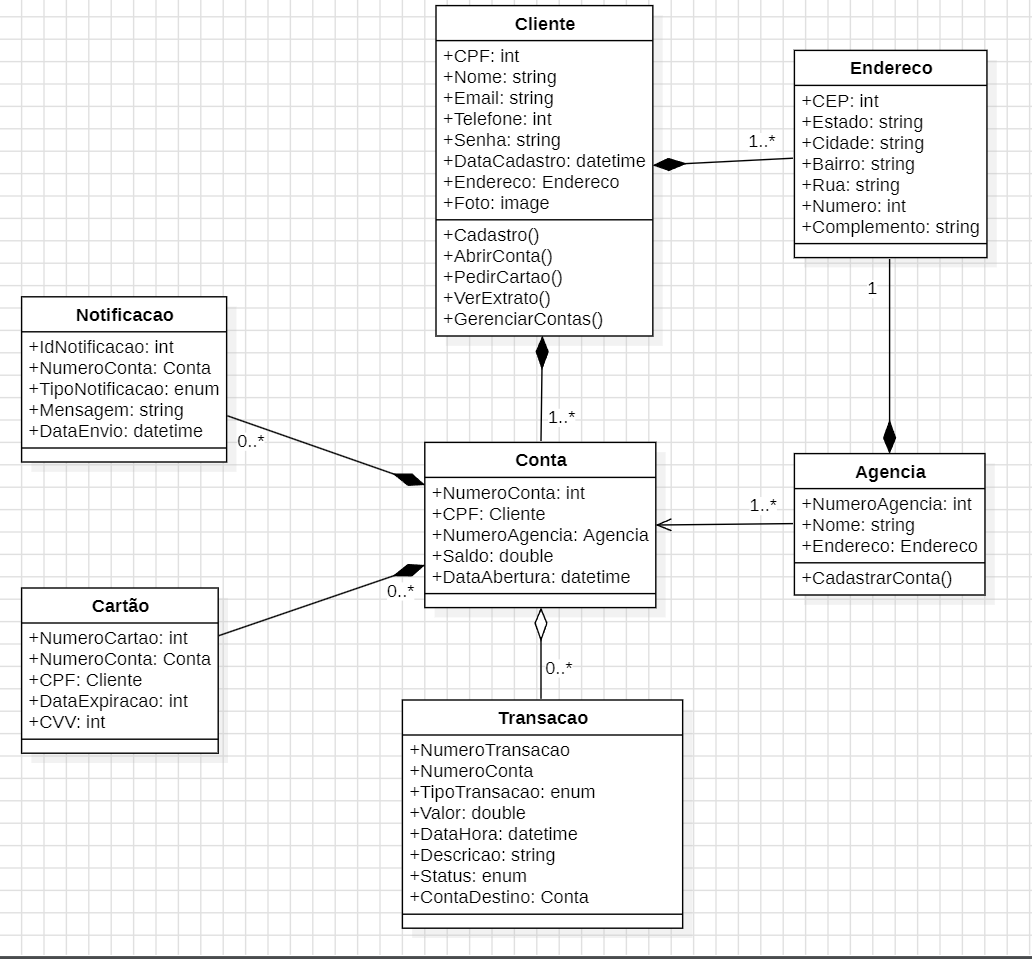 Cliente
+CPF: int
+Nome: string
+Email: string
+Telefone: int
+Senha: string
+DataCadastro: datetime
+Endereco: Endereco
+Foto: image
+Cadastro()
+AbrirConta()
+PedirCartao()
+VerExtrato()
+GerenciarContas()
1..*
Endereco
+CEP: int
+Estado: string
+Cidade: string
+Bairro: string
+Rua: string
+Numero: int
+Complemento: string
1
Notificacao
+IdNotificacao: int
+NumeroConta: Conta
+TipoNotificacao: enum
+Mensagem: string
+DataEnvio: datetime
0..*
1..*
Conta
+NumeroConta: int
+CPF: Cliente
+NumeroAgencia: Agencia
+Saldo: double
+DataAbertura: datetime
1..*
Agencia
+NumeroAgencia: int
+Nome: string
+Endereco: Endereco
+CadastrarConta()
0..*
Cartão
+NumeroCartao: int
+NumeroConta: Conta
+CPF: Cliente
+DataExpiracao: int
+CVV: int
0..*
Transacao
+NumeroTransacao
+NumeroConta
+TipoTransacao: enum
+Valor: double
+DataHora: datetime
+Descricao: string
+Status: enum
+ContaDestino: Conta